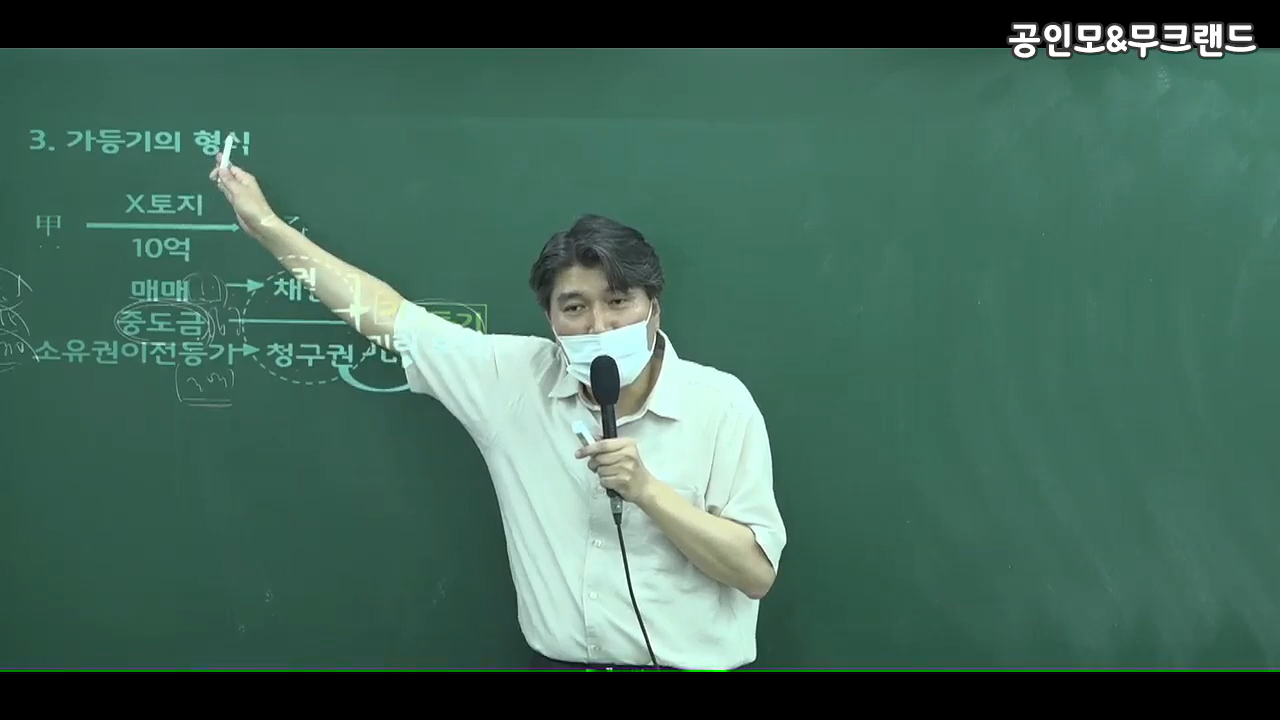 공인모&무크랜드
3. 가등기의 형식
X토지
甲 乙
10억
매매 채권
중도금
소유권이전등기 청구권